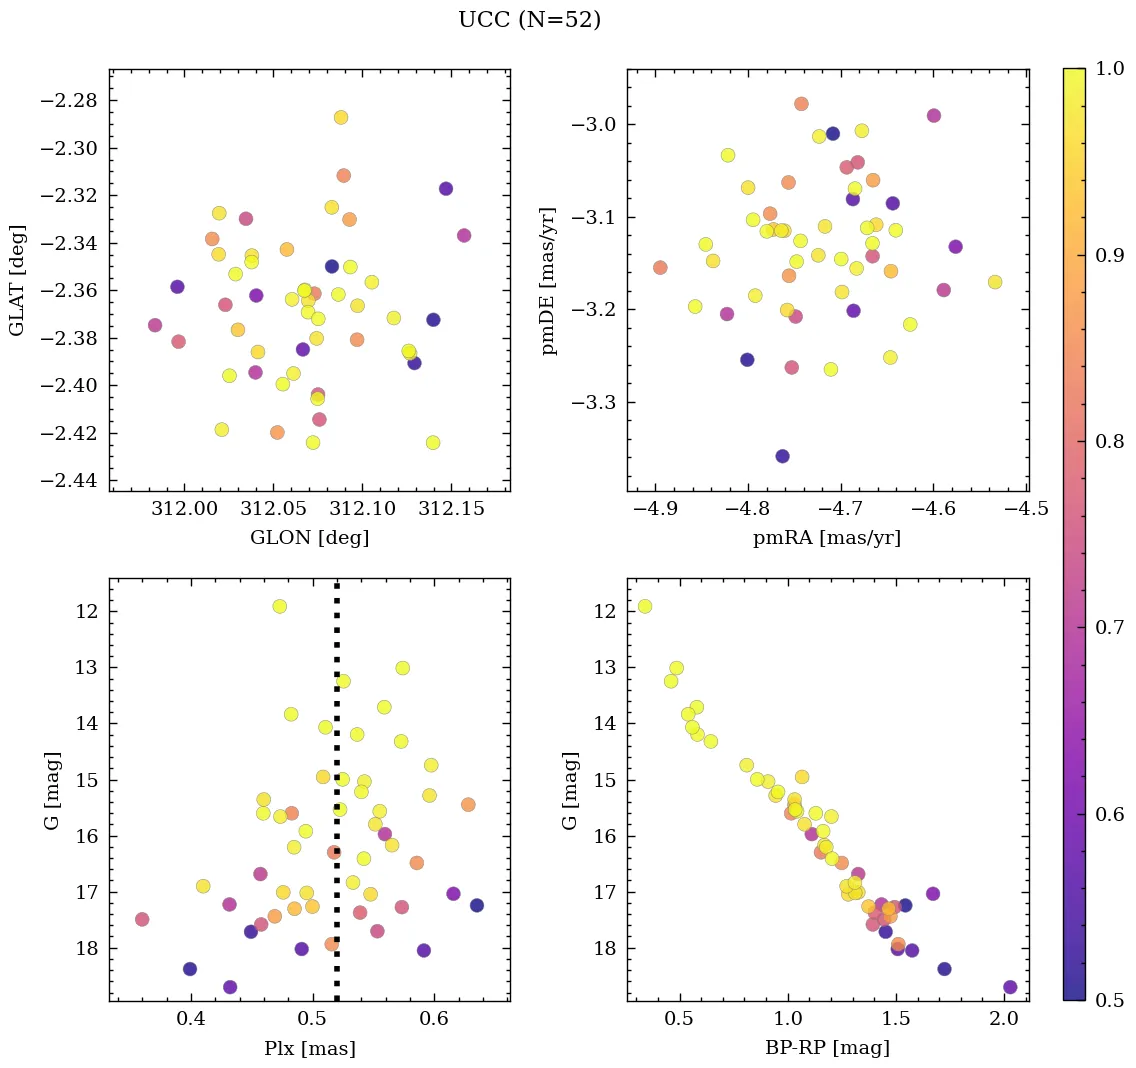 UCC (N=52)
−2.28
−2.30
−2.32
−2.34
−2.36
−2.38
−2.40
−2.42
−2.44
GLAT [deg]
312.00 312.05 312.10 312.15
GLON [deg]
−3.0
−3.1
−3.2
−3.3
pmDE [mas/yr]
−4.9 −4.8 −4.7 −4.6 −4.5
pmRA [mas/yr]
12
13
14
15
16
17
18
G [mag]
0.4 0.5 0.6
Plx [mas]
12
13
14
15
16
17
18
G [mag]
0.5 1.0 1.5 2.0
BP-RP [mag]
1.0
0.9
0.8
0.7
0.6
0.5